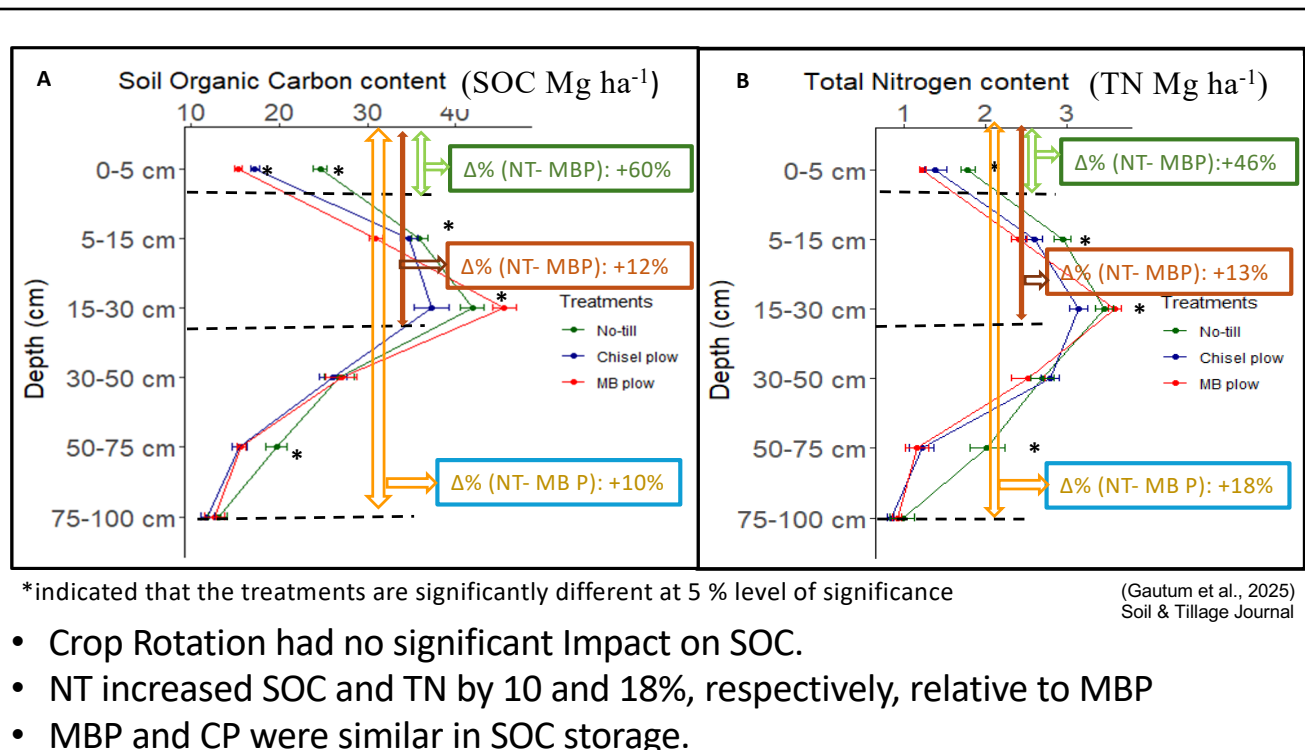 A Soil Organic Carbon content (SOC Mg ha⁻¹)
10 20 30 40
Depth (cm)
0-5 cm
5-15 cm
15-30 cm
30-50 cm
50-75 cm
75-100 cm
* *
*
*
*
Δ% (NT- MBP): +60%
Δ% (NT- MBP): +12%
Treatments
No-till
Chisel plow
MB plow
Δ% (NT- MB P): +10%
B Total Nitrogen content (TN Mg ha⁻¹)
1 2 3
Depth (cm)
0-5 cm
5-15 cm
15-30 cm
30-50 cm
50-75 cm
75-100 cm
*
*
*
*
Δ% (NT- MBP):+46%
Δ% (NT- MBP): +13%
Treatments
No-till
Chisel plow
MB plow
Δ% (NT- MB P): +18%
*indicated that the treatments are significantly different at 5 % level of significance
(Gautum et al., 2025)
Soil & Tillage Journal
• Crop Rotation had no significant Impact on SOC.
• NT increased SOC and TN by 10 and 18%, respectively, relative to MBP
• MBP and CP were similar in SOC storage.